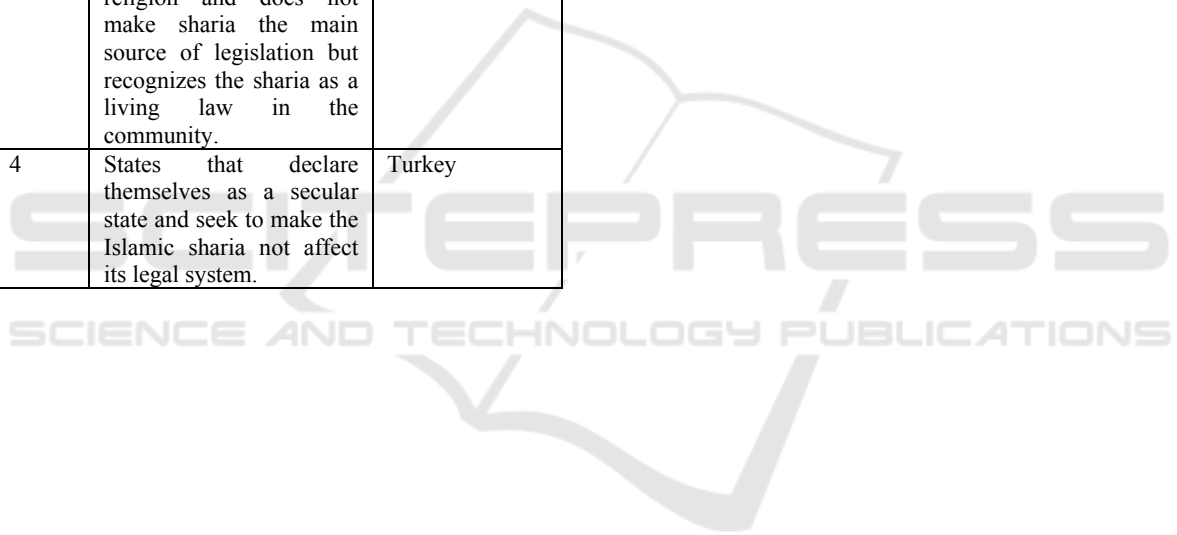 religion and does not
make sharia the main
source of legislation but
recognizes the sharia as a
living law in the
community.
4 States that declare Turkey
themselves as a secular
state and seek to make the
Islamic sharia not affect
its legal system.
SCITEPRESS
SCIENCE AND TECHNOLOGY PUBLICATIONS